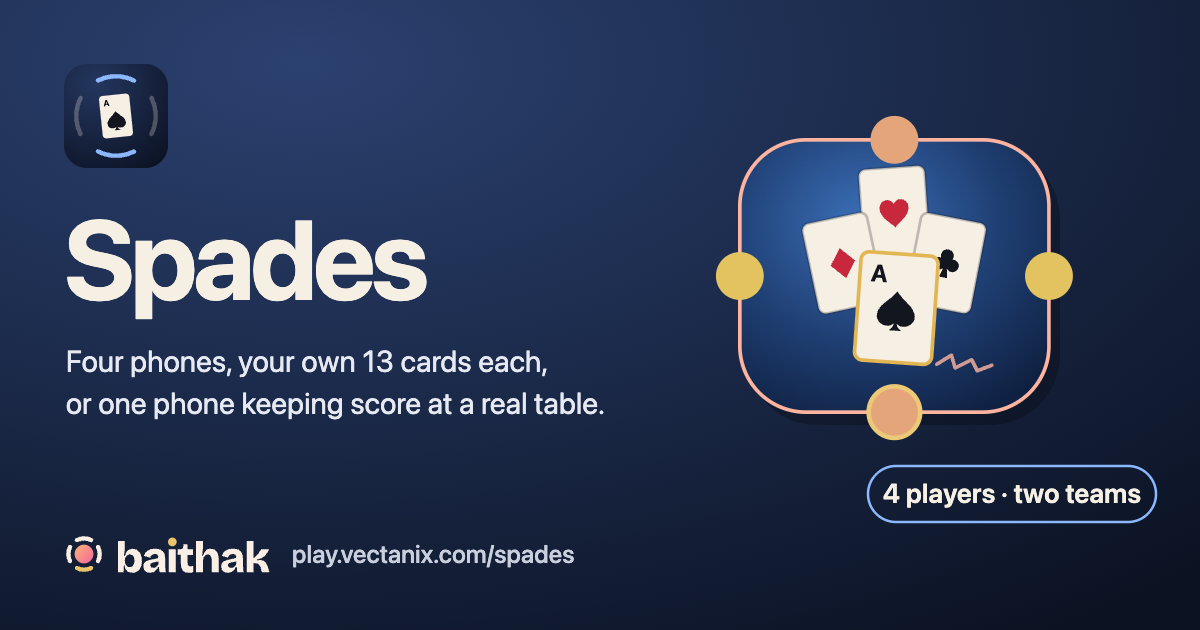 A
Spades
Four phones, your own 13 cards each,
or one phone keeping score at a real table.
A
4 players · two teams
baithak
play.vectanix.com/spades